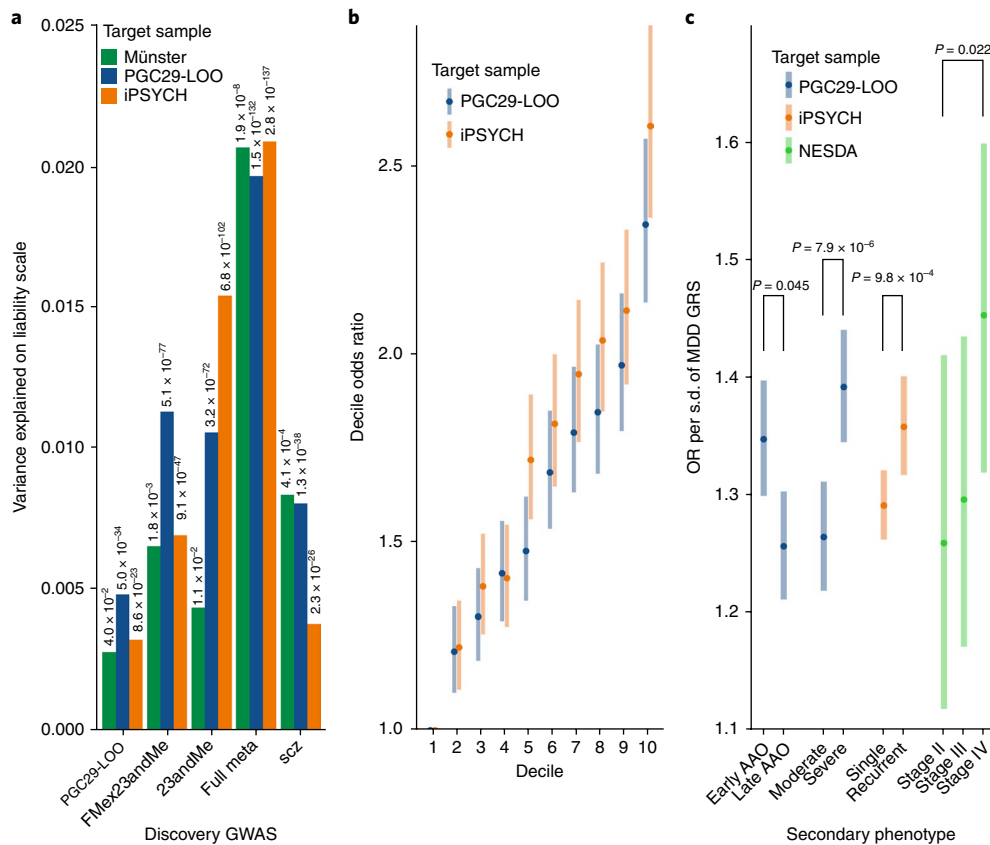 a
Target sample
Münster
PGC29-LOO
iPSYCH
Variance explained on liability scale
0.025
0.020
0.015
0.010
0.005
0.000
4.0 × 10⁻²
5.0 × 10⁻³⁴
8.6 × 10⁻²³
1.8 × 10⁻³
5.1 × 10⁻⁷⁷
9.1 × 10⁻⁴⁷
1.1 × 10⁻²
3.2 × 10⁻⁷²
6.8 × 10⁻¹⁰²
1.9 × 10⁻⁸
1.5 × 10⁻¹³²
2.8 × 10⁻¹³⁷
4.1 × 10⁻⁴
1.3 × 10⁻³⁸
2.3 × 10⁻²⁶
PGC29-LOO
FMex23andMe
23andMe
Full meta
scz
Discovery GWAS
b
Target sample
PGC29-LOO
iPSYCH
Decile odds ratio
2.5
2.0
1.5
1.0
1 2 3 4 5 6 7 8 9 10
Decile
c
Target sample
PGC29-LOO
iPSYCH
NESDA
OR per s.d. of MDD GRS
1.6
1.5
1.4
1.3
1.2
1.1
P = 0.045
P = 7.9 × 10⁻⁶
P = 9.8 × 10⁻⁴
P = 0.022
Early AAO
Late AAO
Moderate
Severe
Single
Recurrent
Stage II
Stage III
Stage IV
Secondary phenotype